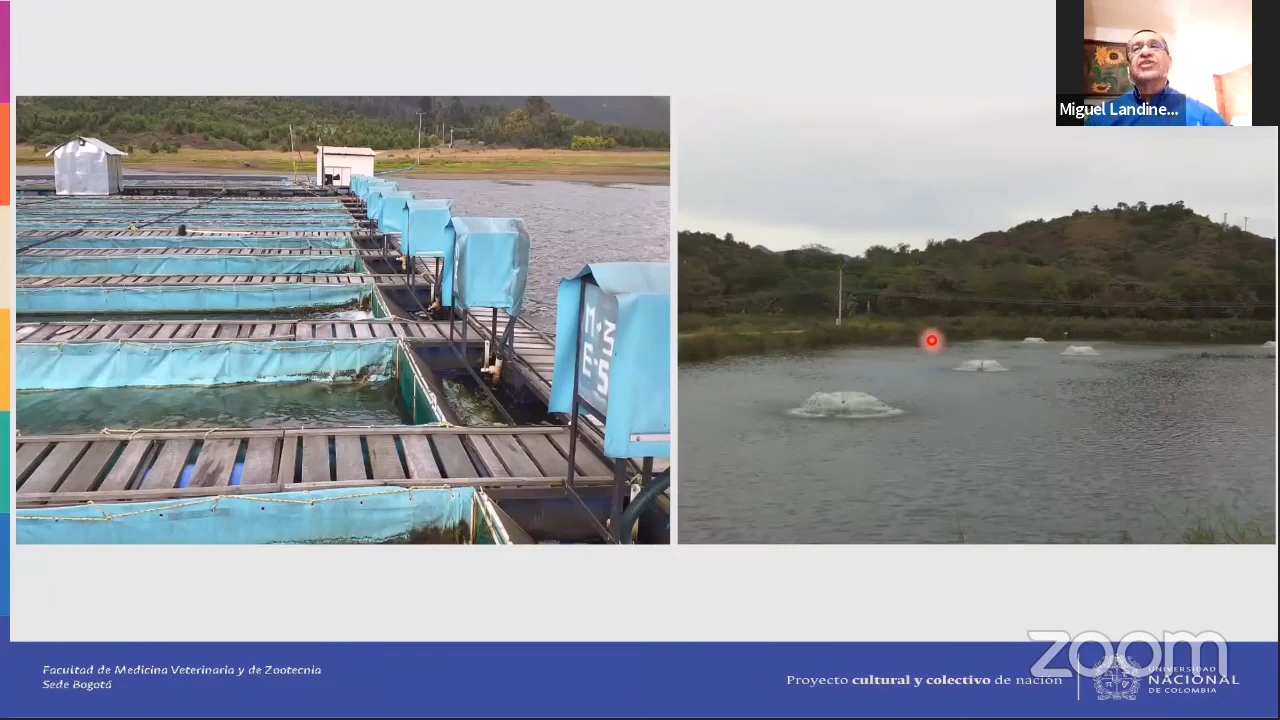 Miguel Landine...
M.33
E.S
Facultad de Medicina Veterinaria y de Zootecnia
Sede Bogotá
Proyecto cultural y colectivo de nación
zoom
UNIVERSIDAD
NACIONAL
DE COLOMBIA